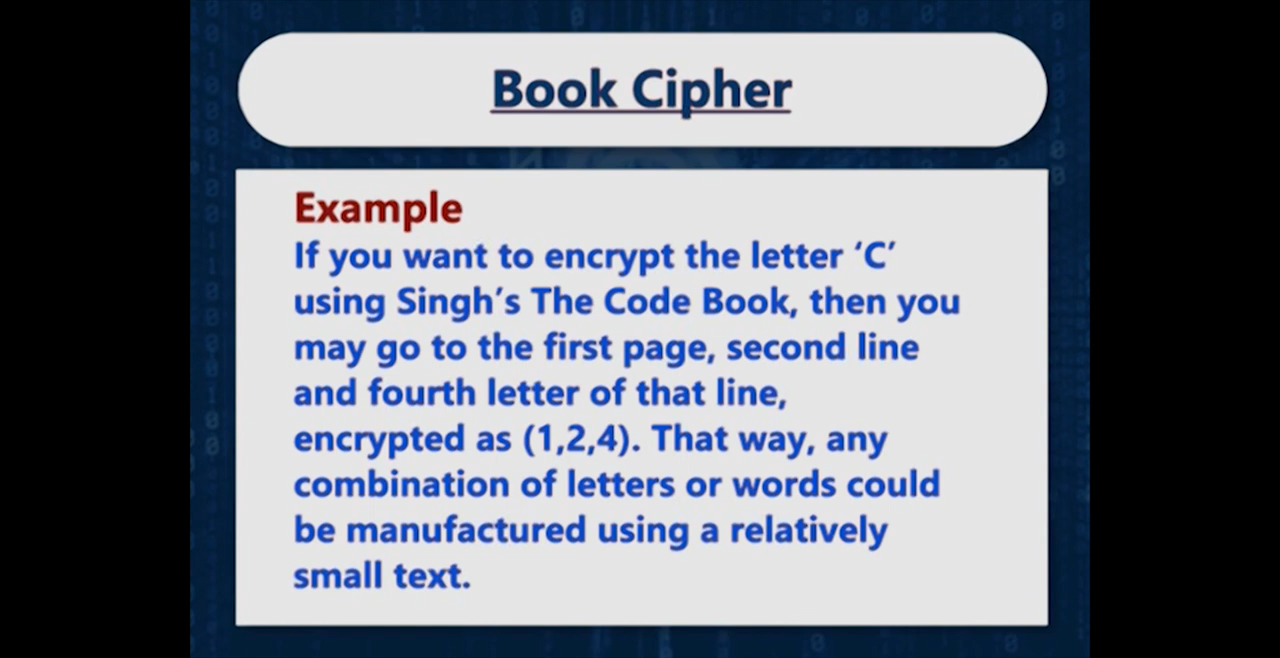 Book Cipher
Example
If you want to encrypt the letter ‘C’
using Singh’s The Code Book, then you
may go to the first page, second line
and fourth letter of that line,
encrypted as (1,2,4). That way, any
combination of letters or words could
be manufactured using a relatively
small text.